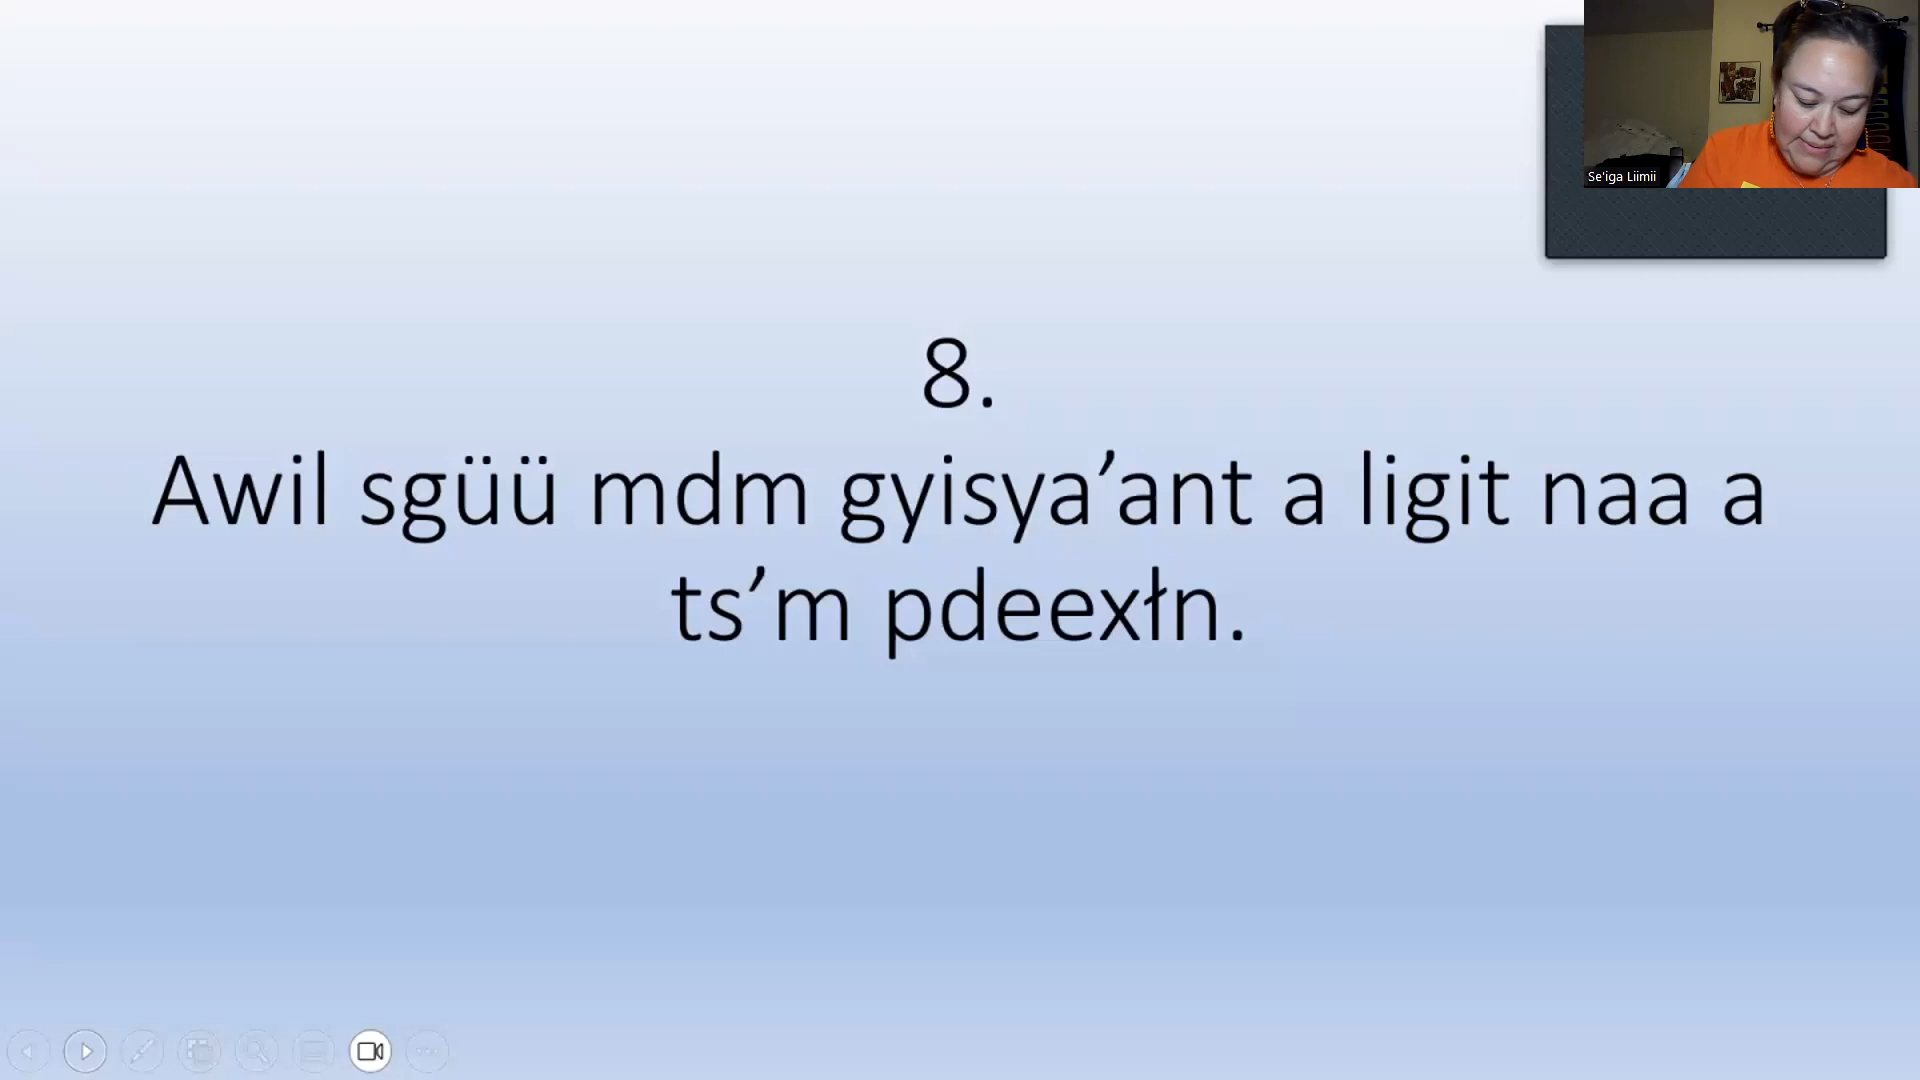 Se'iga Liimii
8.
Awil sgüü mdm gyisya’ant a ligit naa a
ts’m pdeexłn.